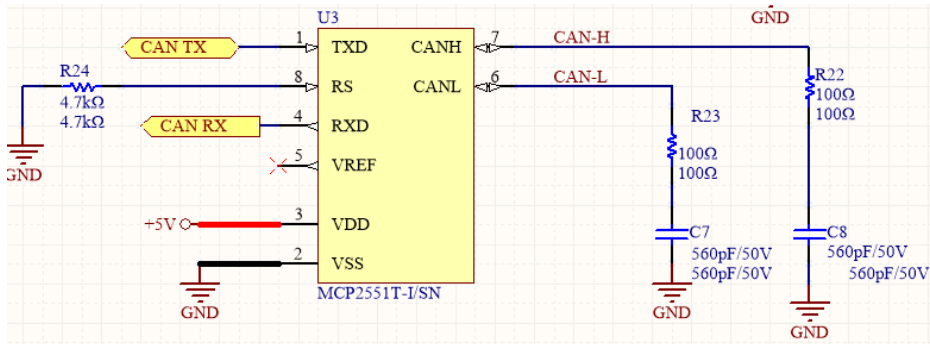 U3
GND
CAN TX
1
TXD
CANH
7
CAN-H
R24
4.7kΩ
4.7kΩ
8
RS
CANL
6
CAN-L
R22
100Ω
100Ω
CAN RX
4
RXD
R23
100Ω
100Ω
GND
5
VREF
+5V
3
VDD
C7
560pF/50V
560pF/50V
C8
560pF/50V
560pF/50V
2
VSS
GND
MCP2551T-I/SN
GND
GND